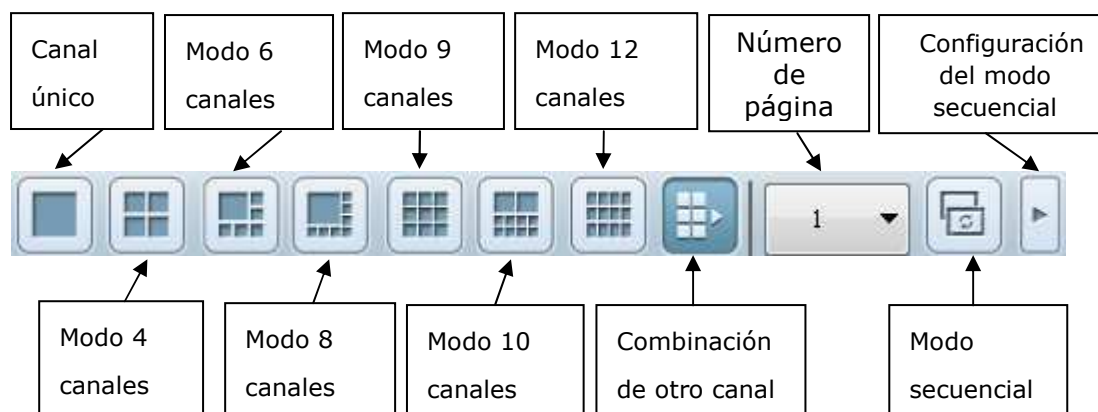 Canal
único
Modo 6
canales
Modo 9
canales
Modo 12
canales
Número
de
página
Configuración
del modo
secuencial
1
Modo 4
canales
Modo 8
canales
Modo 10
canales
Combinación
de otro canal
Modo
secuencial